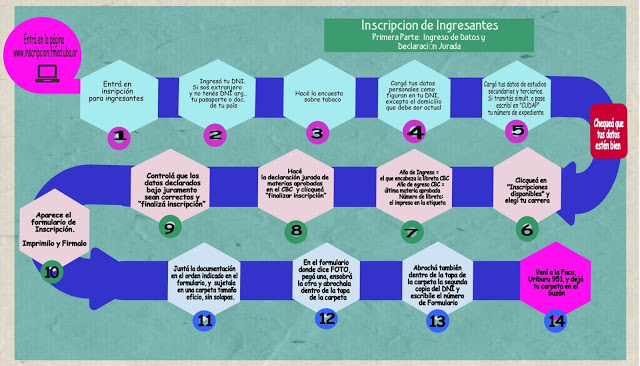 Inscripcion de Ingresantes
Primera Parte: Ingreso de Datos y
Declaración Jurada
Entrá en la página
www.inscripcion.fmed.uba.ar
Entrá en
insripción
para ingresantes
1
Ingresá tu DNI.
Si sos extranjero
y no tenés DNI arg.,
tu pasaporte o doc.
de tu país
2
Hacé la encuesta
sobre tabaco
3
Cargá tus datos
personales como
figuran en tu DNI,
excepto el domicilio
que debe ser actual
4
Cargá tus datos de estudios
secundarios y terciarios.
Si tramitás simult. o pase
escribí en "CUDAP"
tu número de expediente
5
Chequeá que
tus datos
estén bien
Cliqueá en
"Inscripciones
disponibles" y
elegí tu carrera
6
Año de Ingreso =
el que encabeza la libreta CBC
Año de egreso CBC =
última materia aprobada
Número de libreta:
el impreso en la etiqueta
7
Hacé
la declaración jurada de
materias aprobadas
en el CBC y cliqueá
"finalizar inscripción"
8
Controlá que los
datos declarados
bajo juramento
sean correctos y
"finalizá inscripción"
9
Aparece el
formulario de
Inscripción.
Imprimilo y Firmalo
10
Juntá la documentación
en el orden indicado en el
formulario, y sujetala
en una carpeta tamaño
oficio, sin solapas.
11
En el formulario
donde dice FOTO,
pegá una, ensobrá
la otra y abrochala
dentro de la tapa
de la carpeta
12
Abrochá también
dentro de la tapa de
la carpeta la segunda
copia del DNI y
escribile el número
de Formulario
13
Vení a la Facu,
Uriburu 951, y dejá
tu carpeta en el
buzón
14